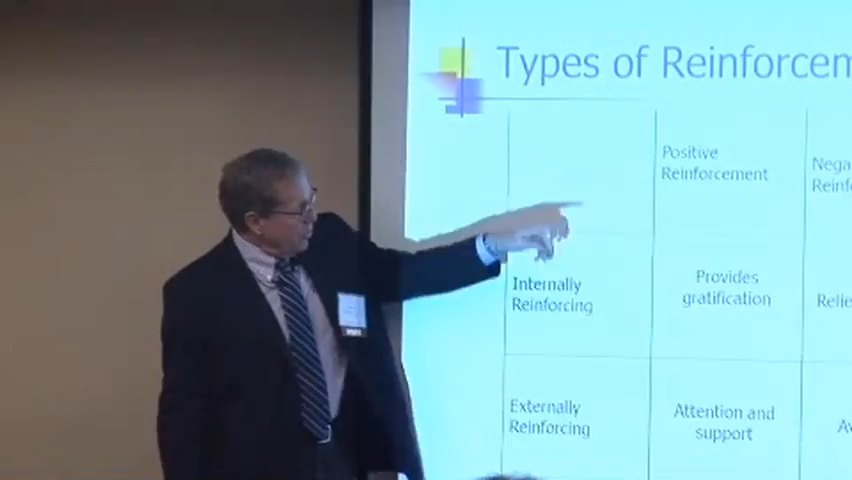 Types of Reinforcem
Positive
Reinforcement
Nega
Reinf
Internally
Reinforcing
Provides
gratification
Relie
Externally
Reinforcing
Attention and
support
A